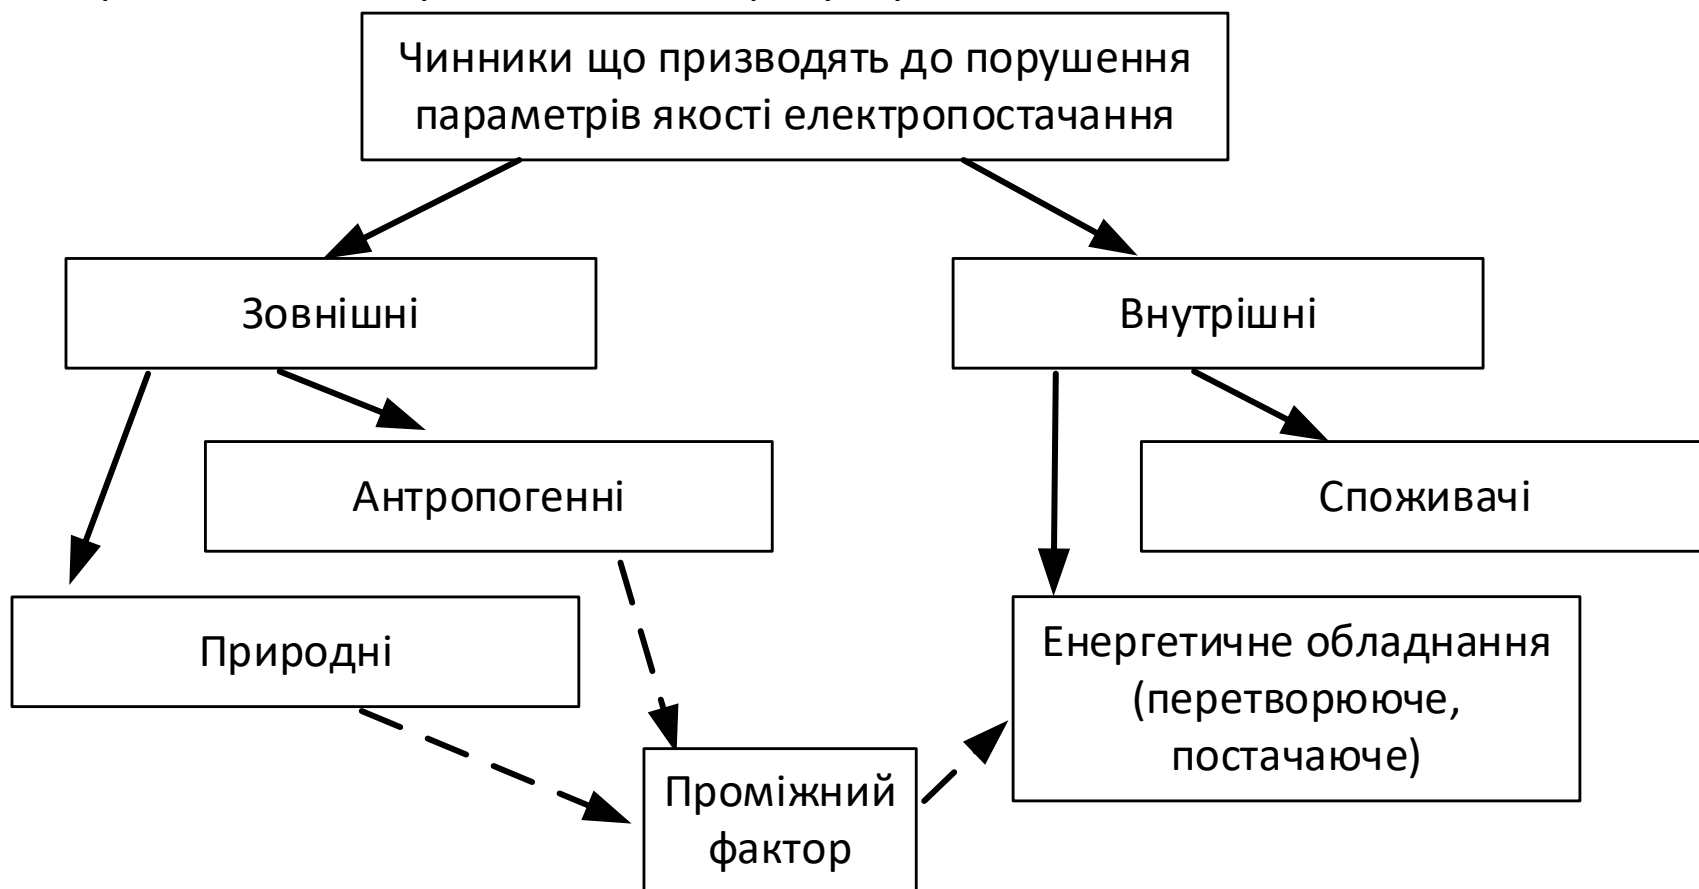 Чинники що призводять до порушення
параметрів якості електропостачання
Зовнішні
Внутрішні
Антропогенні
Споживачі
Природні
Енергетичне обладнання
(перетворююче,
постачаюче)
Проміжний
фактор